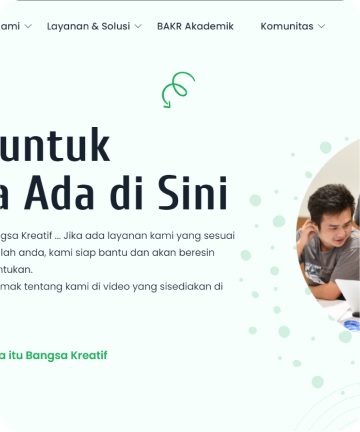 ami Layanan & Solusi BAKR Akademik Komunitas
untuk
a Ada di Sini
gsa Kreatif ... Jika ada layanan kami yang sesuai
lah anda, kami siap bantu dan akan beresin
ntukan.
mak tentang kami di video yang sisediakan di
a itu Bangsa Kreatif